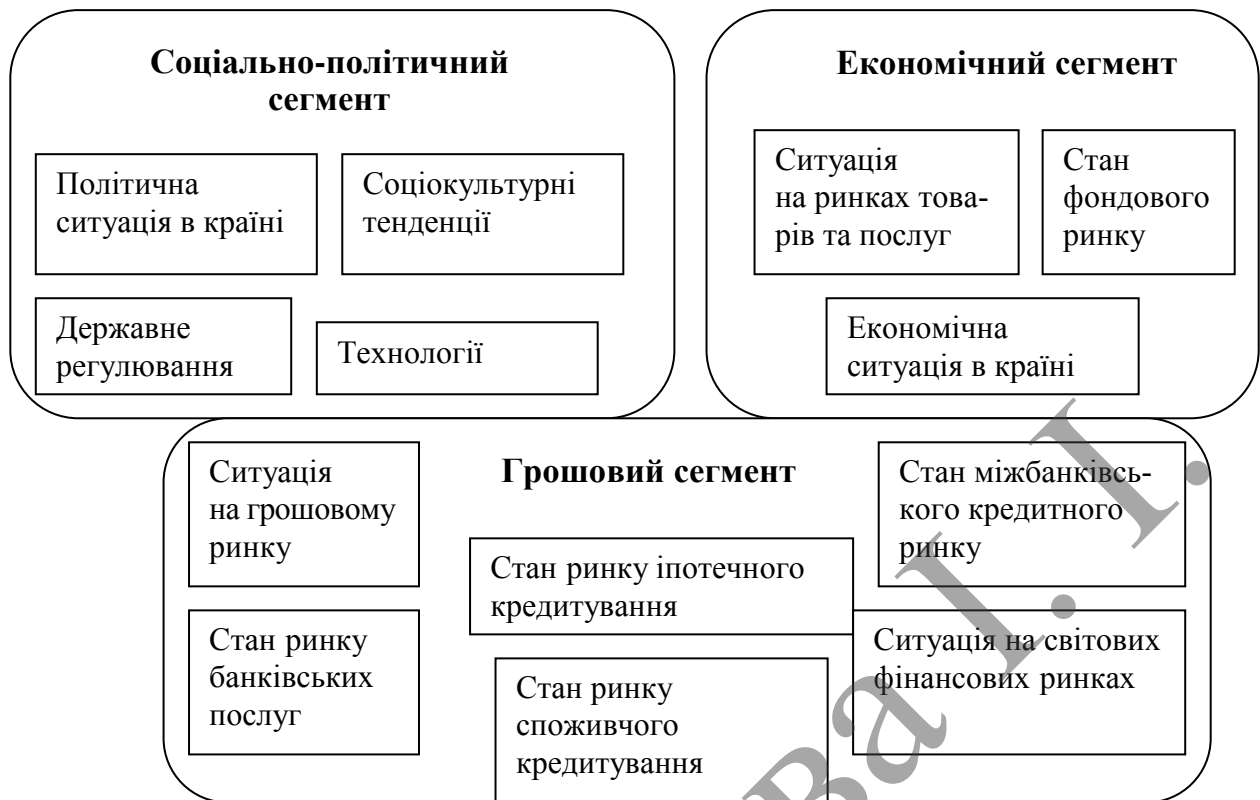 Соціально-політичний
сегмент
Політична
ситуація в країні
Соціокультурні
тенденції
Державне
регулювання
Технології
Економічний сегмент
Ситуація
на ринках това-
рів та послуг
Стан
фондового
ринку
Економічна
ситуація в країні
Грошовий сегмент
Ситуація
на грошовому
ринку
Стан ринку
банківських
послуг
Стан ринку іпотечного
кредитування
Стан ринку
споживчого
кредитування
Стан міжбанківсь-
кого кредитного
ринку
Ситуація на світових
фінансових ринках
ва І. І.